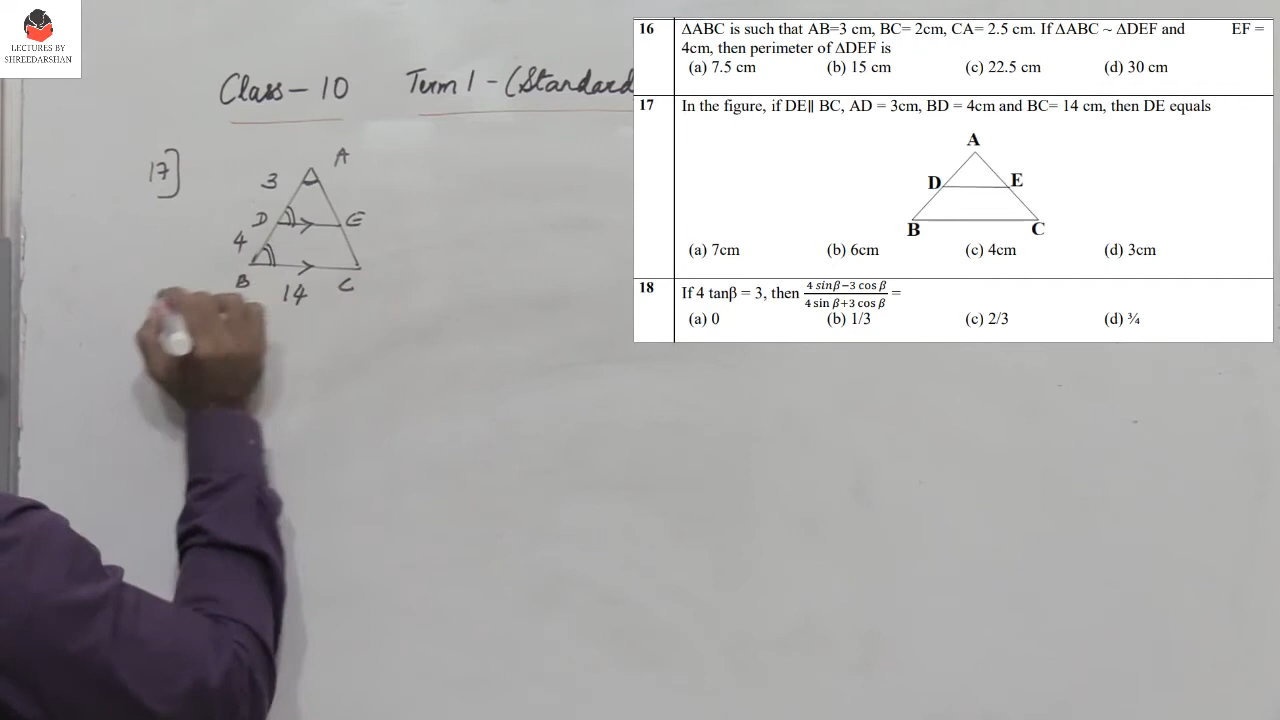 LECTURES BY
SHREEDARSHAN
Class - 10 Term 1 - (Standard
17]
A
3
D E
4
B C
14
16 ΔABC is such that AB=3 cm, BC= 2cm, CA= 2.5 cm. If ΔABC ~ ΔDEF and EF =
4cm, then perimeter of ΔDEF is
(a) 7.5 cm (b) 15 cm (c) 22.5 cm (d) 30 cm
17 In the figure, if DE∥ BC, AD = 3cm, BD = 4cm and BC= 14 cm, then DE equals
A
D E
B C
(a) 7cm (b) 6cm (c) 4cm (d) 3cm
18 If 4 tanβ = 3, then (4 sinβ−3 cos β)/(4 sin β+3 cos β) =
(a) 0 (b) 1/3 (c) 2/3 (d) ¾